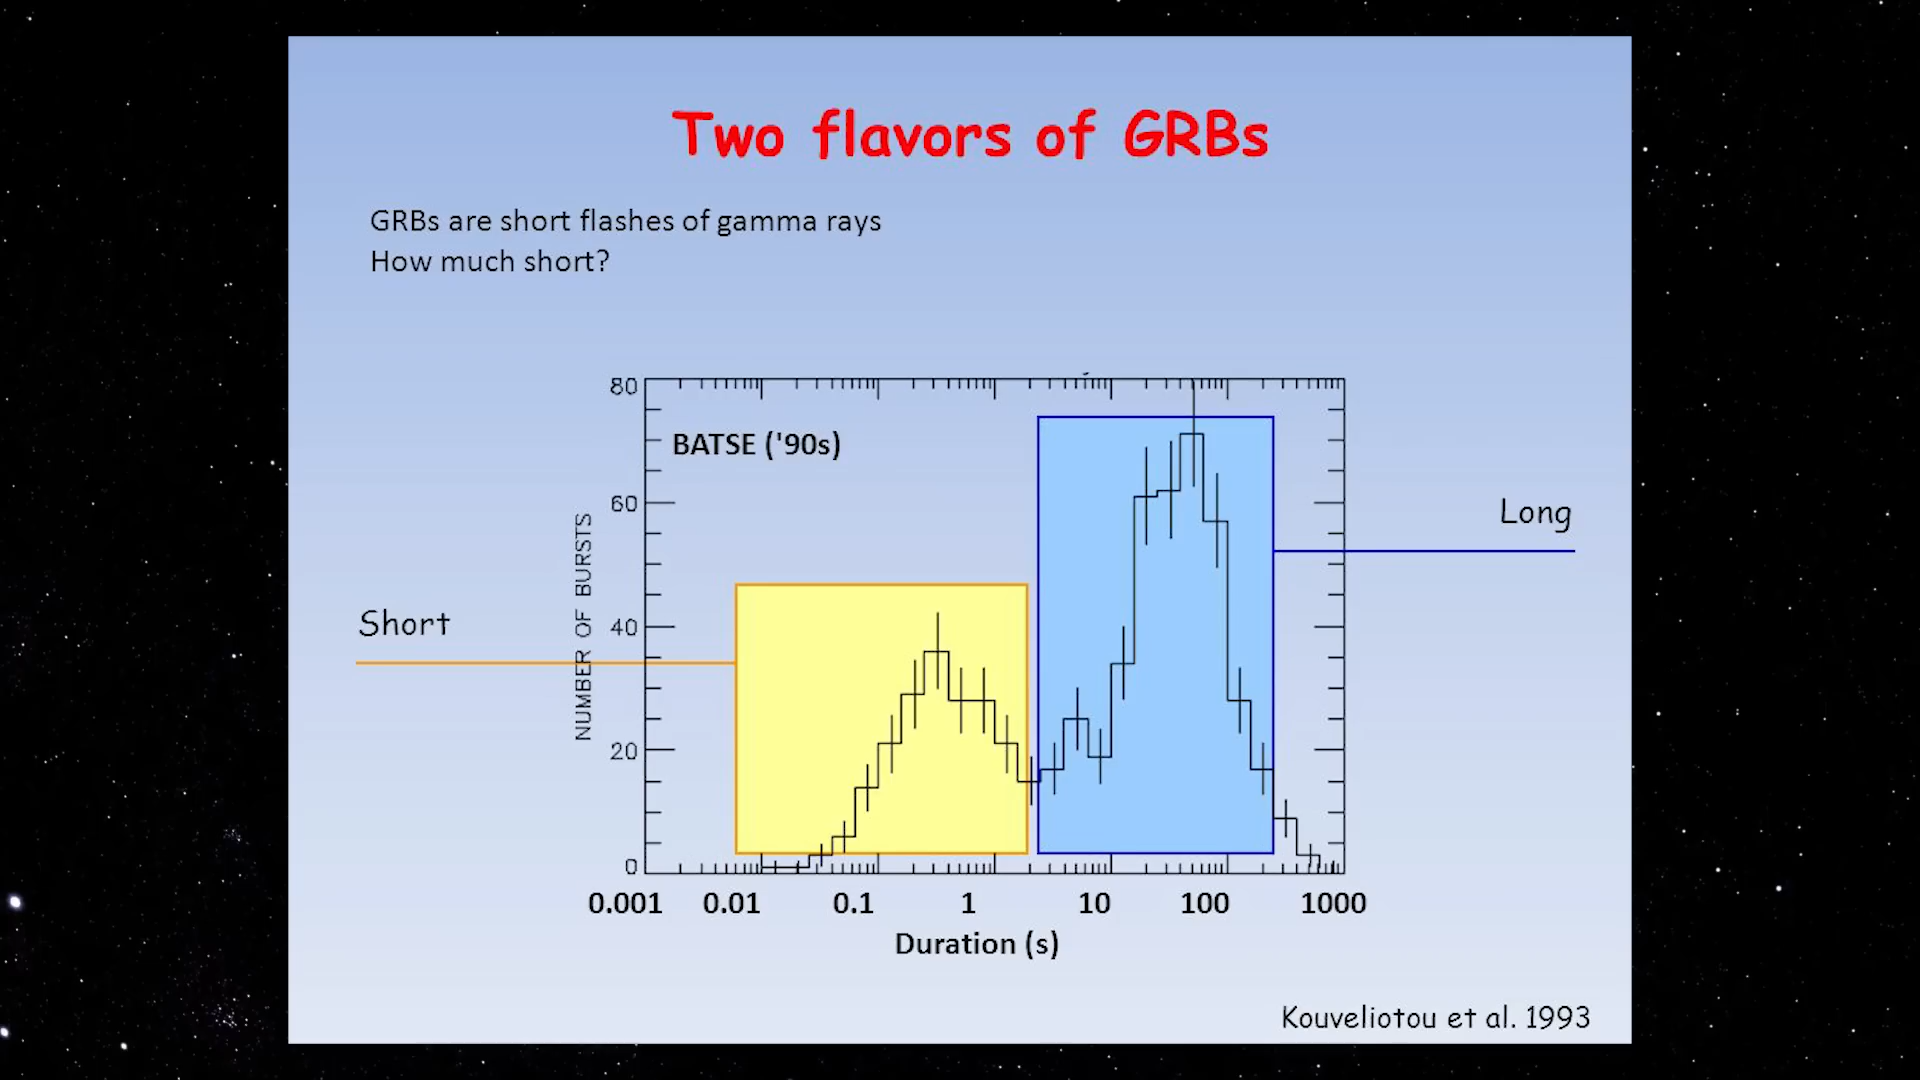 Two flavors of GRBs
GRBs are short flashes of gamma rays
How much short?
80
BATSE ('90s)
60
Long
NUMBER OF BURSTS
Short
40
20
0
0.001 0.01 0.1 1 10 100 1000
Duration (s)
Kouveliotou et al. 1993